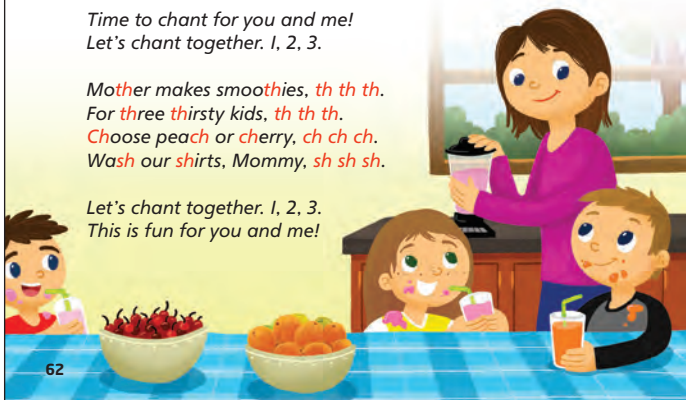 Time to chant for you and me!
Let's chant together. 1, 2, 3.
Mother makes smoothies, th th th.
For three thirsty kids, th th th.
Choose peach or cherry, ch ch ch.
Wash our shirts, Mommy, sh sh sh.
Let's chant together. 1, 2, 3.
This is fun for you and me!
62